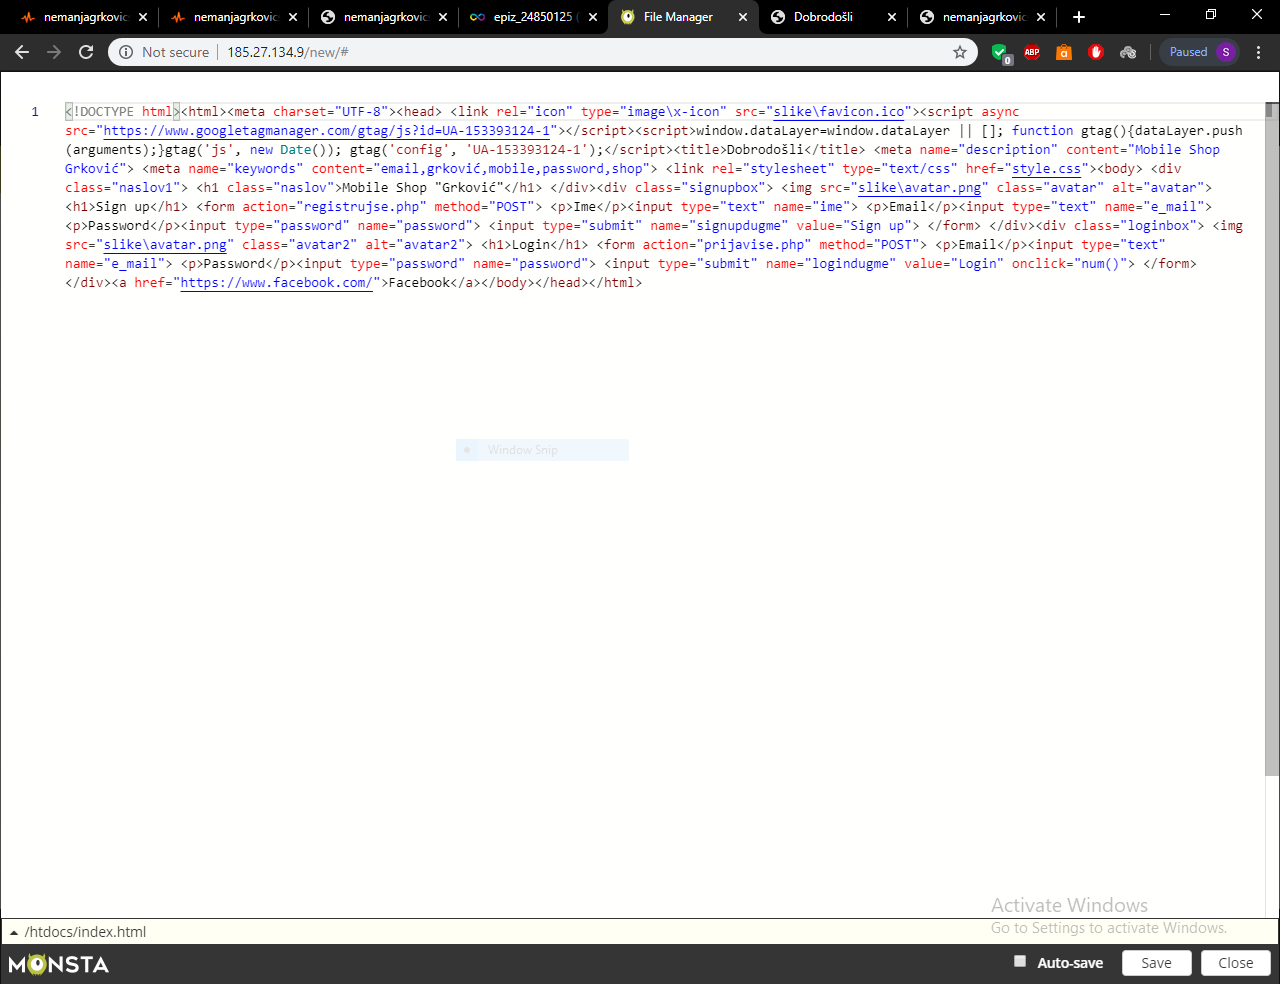 nemanjagrkovic
nemanjagrkovic
nemanjagrkovic
epiz_24850125 (
File Manager
Dobrodošli
nemanjagrkovic
Not secure
185.27.134.9/new/#
0
ABP
a
Paused
S
1
<!DOCTYPE html><html><meta charset="UTF-8"><head> <link rel="icon" type="image\x-icon" src="slike\favicon.ico"><script async
src="https://www.googletagmanager.com/gtag/js?id=UA-153393124-1"></script><script>window.dataLayer=window.dataLayer || []; function gtag(){dataLayer.push
(arguments);}gtag('js', new Date()); gtag('config', 'UA-153393124-1');</script><title>Dobrodošli</title> <meta name="description" content="Mobile Shop
Grković"> <meta name="keywords" content="email,grković,mobile,password,shop"> <link rel="stylesheet" type="text/css" href="style.css"><body> <div
class="naslov1"> <h1 class="naslov">Mobile Shop "Grković"</h1> </div><div class="signupbox"> <img src="slike\avatar.png" class="avatar" alt="avatar">
<h1>Sign up</h1> <form action="registrujse.php" method="POST"> <p>Ime</p><input type="text" name="ime"> <p>Email</p><input type="text" name="e_mail">
<p>Password</p><input type="password" name="password"> <input type="submit" name="signupdugme" value="Sign up"> </form> </div><div class="loginbox"> <img
src="slike\avatar.png" class="avatar2" alt="avatar2"> <h1>Login</h1> <form action="prijavise.php" method="POST"> <p>Email</p><input type="text"
name="e_mail"> <p>Password</p><input type="password" name="password"> <input type="submit" name="logindugme" value="Login" onclick="num()"> </form>
</div><a href="https://www.facebook.com/">Facebook</a></body></head></html>
Window Snip
Activate Windows
Go to Settings to activate Windows.
/htdocs/index.html
MONSTA
Auto-save
Save
Close